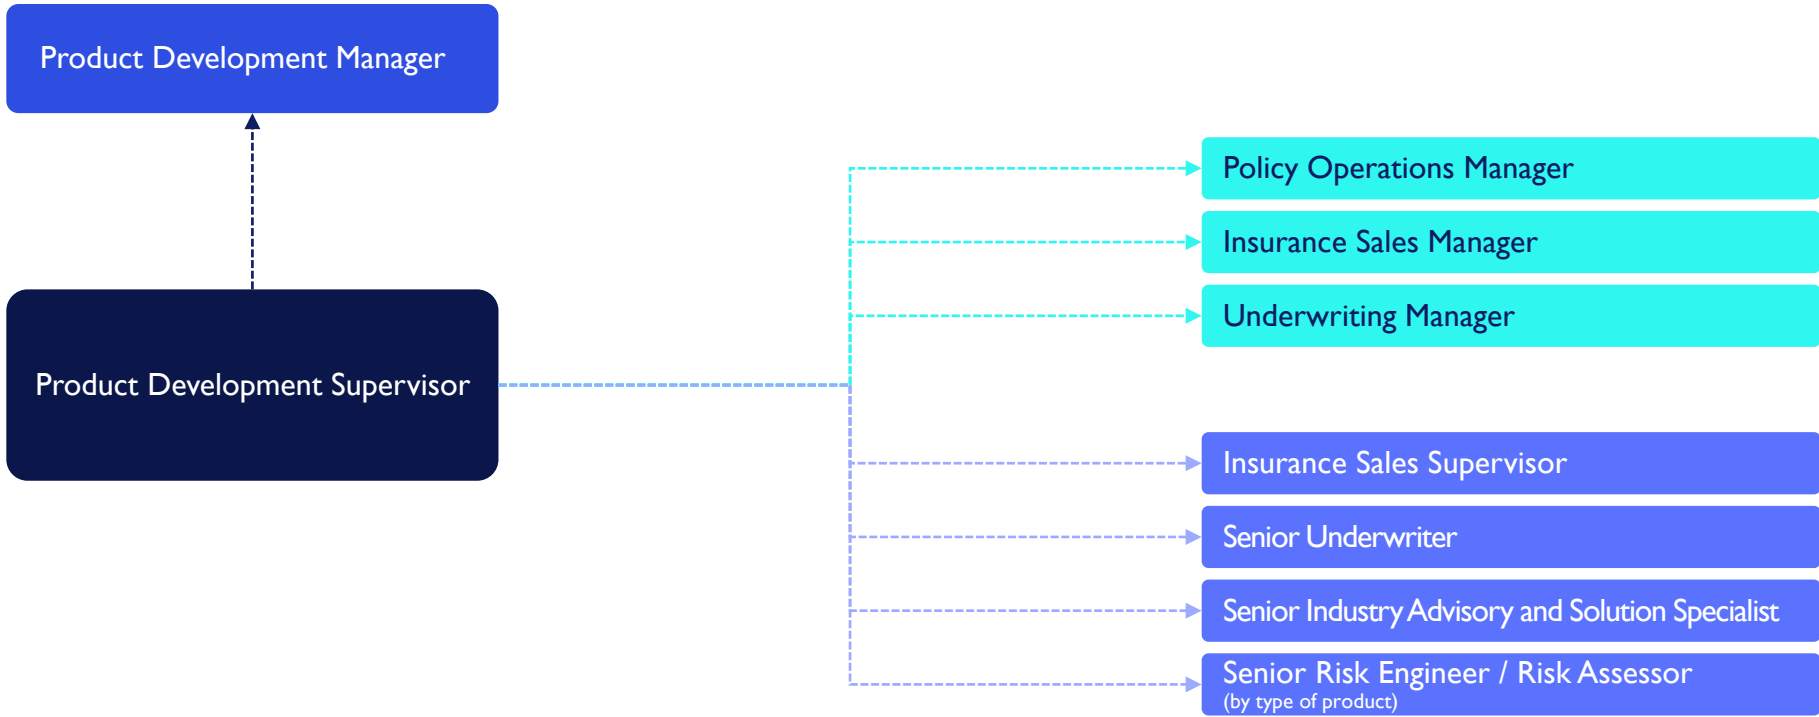 Product Development Manager
Policy Operations Manager
Insurance Sales Manager
Underwriting Manager
Product Development Supervisor
Insurance Sales Supervisor
Senior Underwriter
Senior Industry Advisory and Solution Specialist
Senior Risk Engineer / Risk Assessor
(by type of product)